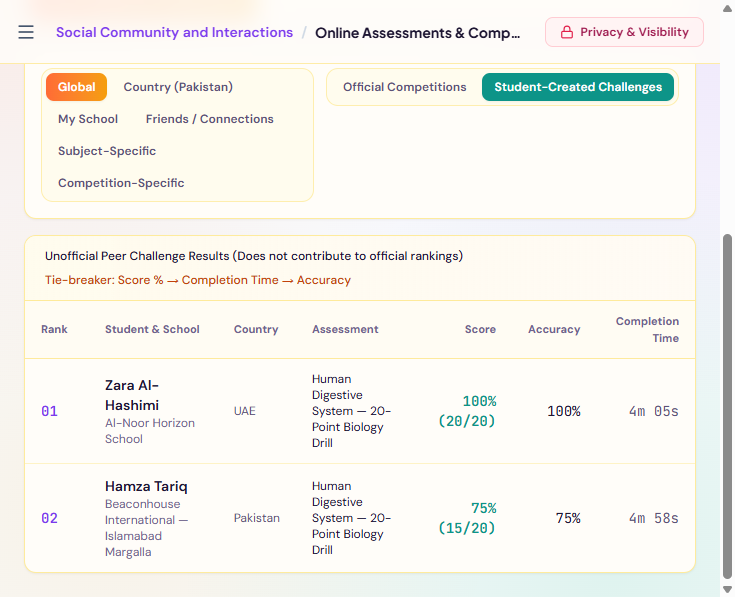 Social Community and Interactions / Online Assessments & Comp...
Privacy & Visibility
Global
Country (Pakistan)
My School
Friends / Connections
Subject-Specific
Competition-Specific
Official Competitions
Student-Created Challenges
Unofficial Peer Challenge Results (Does not contribute to official rankings)
Tie-breaker: Score % → Completion Time → Accuracy
Rank
Student & School
Country
Assessment
Score
Accuracy
Completion
Time
01
Zara Al-
Hashimi
Al-Noor Horizon
School
UAE
Human
Digestive
System — 20-
Point Biology
Drill
100%
(20/20)
100%
4m 05s
02
Hamza Tariq
Beaconhouse
International —
Islamabad
Margalla
Pakistan
Human
Digestive
System — 20-
Point Biology
Drill
75%
(15/20)
75%
4m 58s